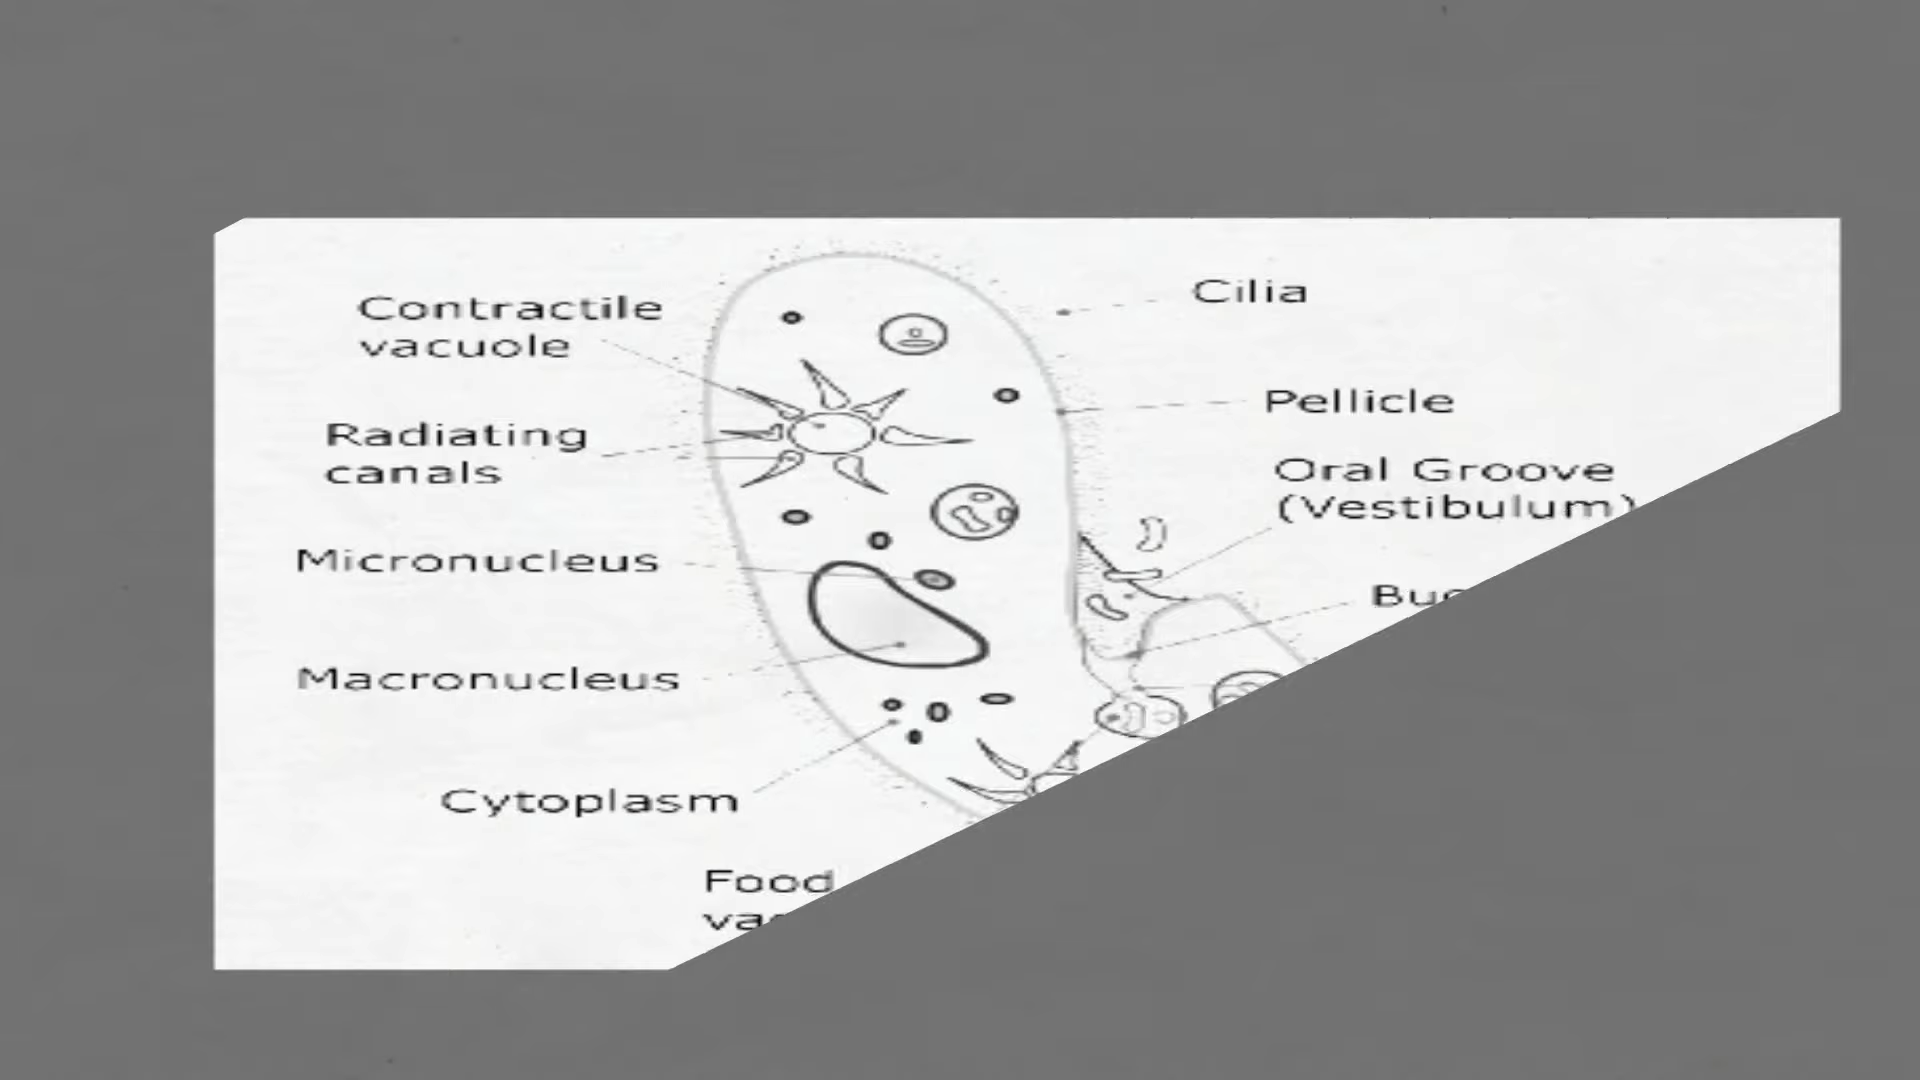 Contractile
vacuole
Radiating
canals
Micronucleus
Macronucleus
Cytoplasm
Food
Cilia
Pellicle
Oral Groove
(Vestibulum)